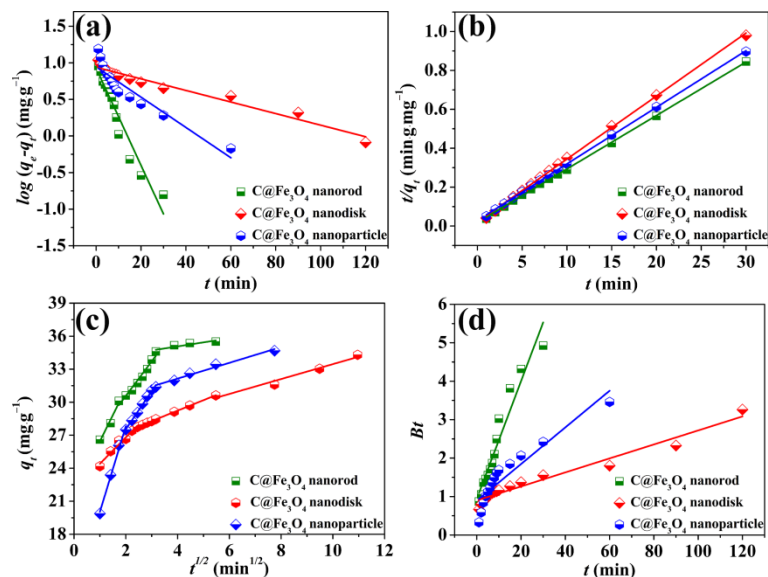 (a)
log (qe-qt) (mg g-1)
1.5
1.0
0.5
0.0
-0.5
-1.0
-1.5
C@Fe3O4 nanorod
C@Fe3O4 nanodisk
C@Fe3O4 nanoparticle
0 20 40 60 80 100 120
t (min)
(b)
t/qt (min g mg-1)
1.0
0.8
0.6
0.4
0.2
0.0
C@Fe3O4 nanorod
C@Fe3O4 nanodisk
C@Fe3O4 nanoparticle
0 5 10 15 20 25 30
t (min)
(c)
qt (mg g-1)
39
36
33
30
27
24
21
18
C@Fe3O4 nanorod
C@Fe3O4 nanodisk
C@Fe3O4 nanoparticle
0 2 4 6 8 10
t1/2 (min1/2)
(d)
Bt
6
5
4
3
2
1
0
C@Fe3O4 nanorod
C@Fe3O4 nanodisk
C@Fe3O4 nanoparticle
0 20 40 60 80 100 120
t (min)